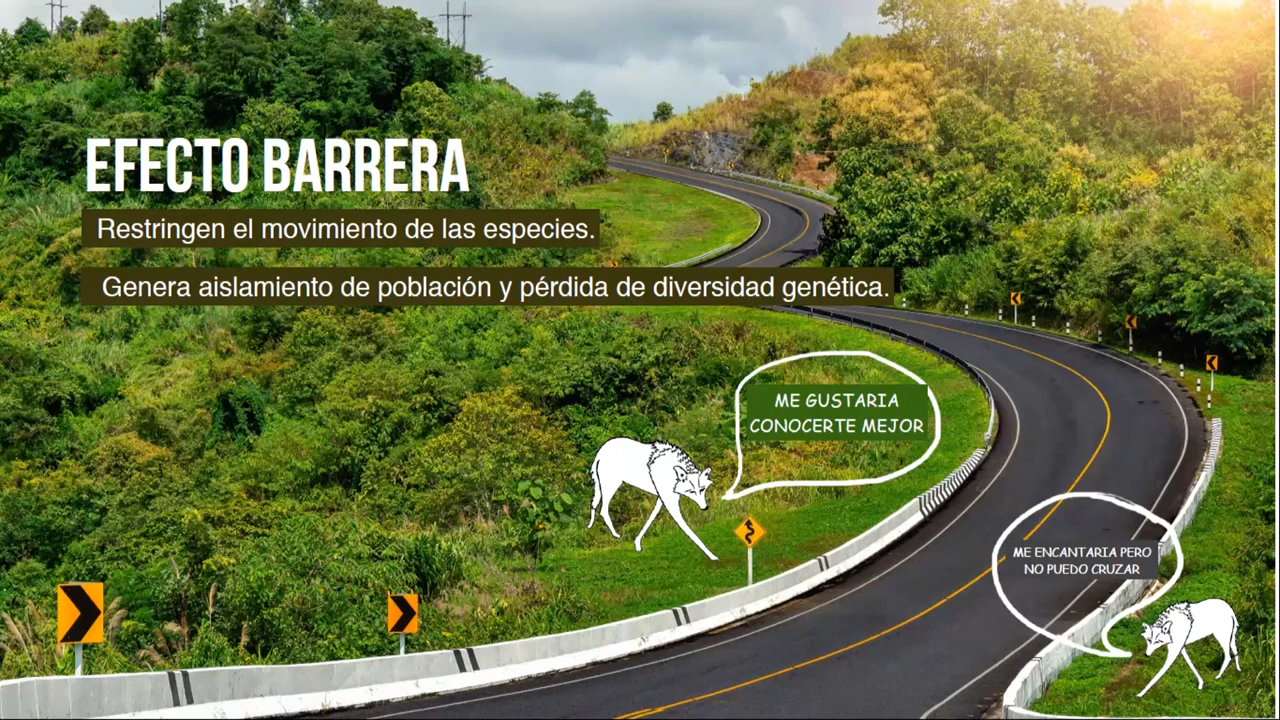 EFECTO BARRERA
Restringen el movimiento de las especies.
Genera aislamiento de población y pérdida de diversidad genética.
ME GUSTARIA
CONOCERTE MEJOR
ME ENCANTARIA PERO
NO PUEDO CRUZAR